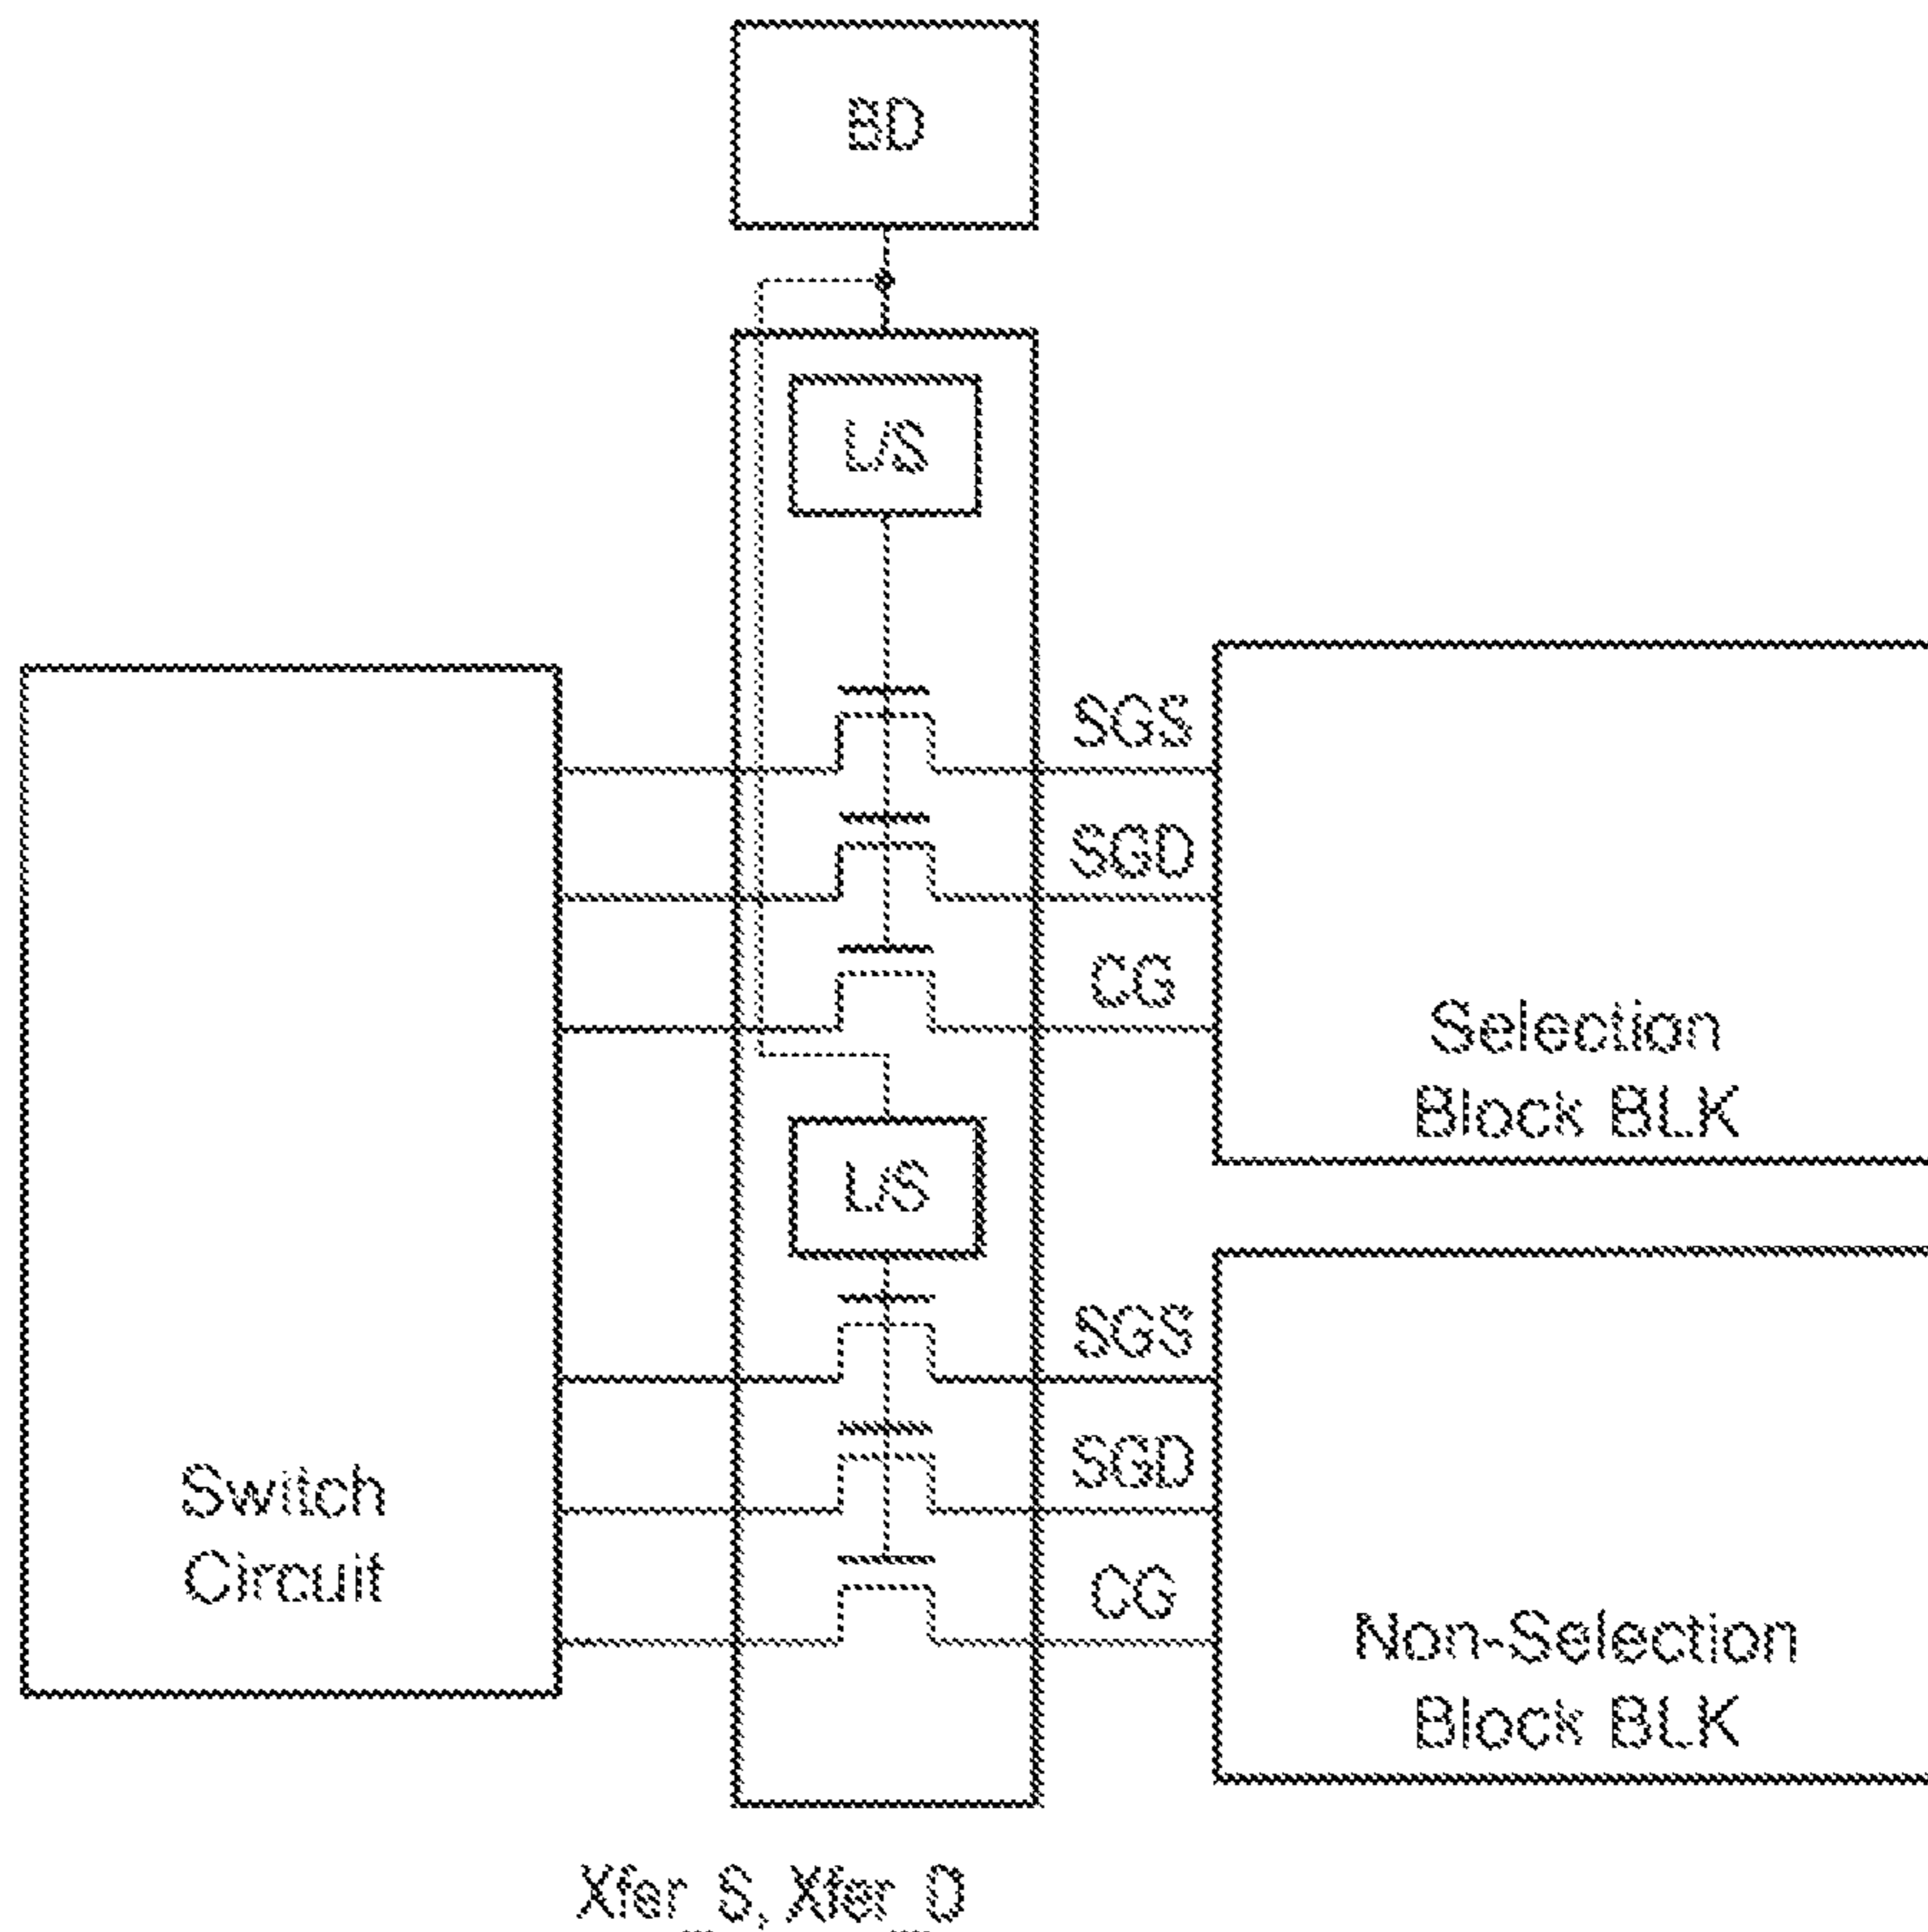 BD
L/S
SGS
SGD
CG
Selection
Block BLK
L/S
SGS
SGD
CG
Switch
Circuit
Non-Selection
Block BLK
Xfer_S, Xfer_D